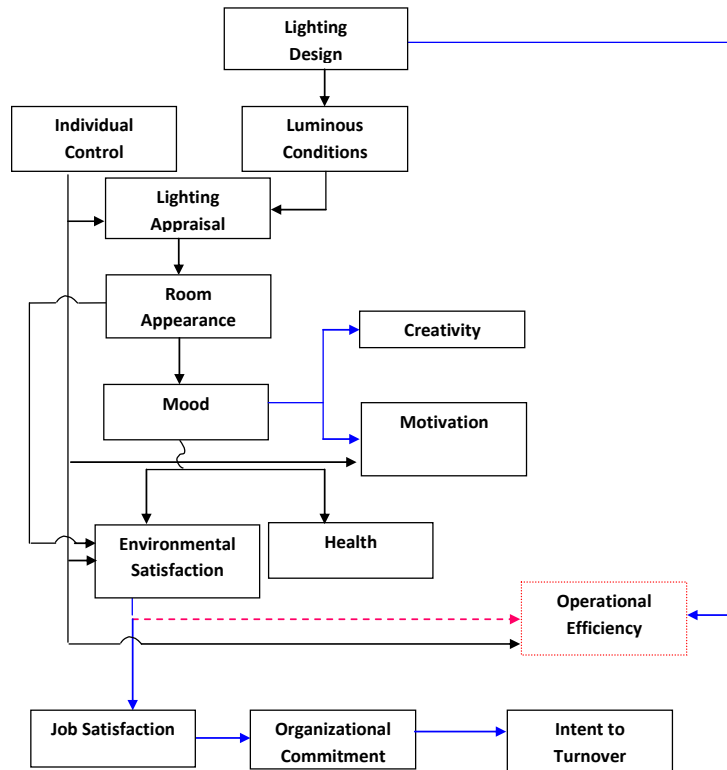 Lighting
Design
Individual
Control
Luminous
Conditions
Lighting
Appraisal
Room
Appearance
Creativity
Mood
Motivation
Environmental
Satisfaction
Health
Operational
Efficiency
Job Satisfaction
Organizational
Commitment
Intent to
Turnover